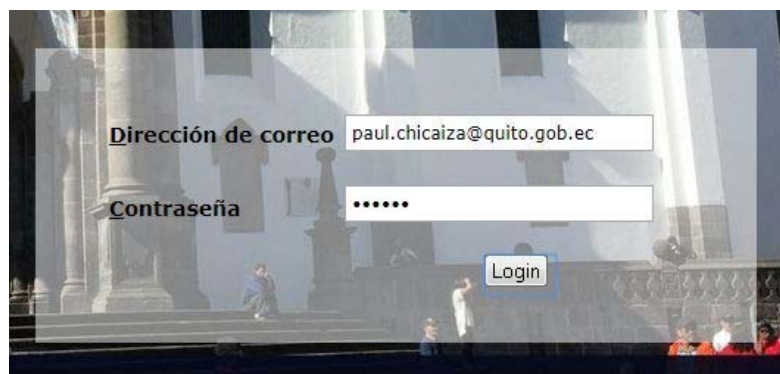 Dirección de correo paul.chicaiza@quito.gob.ec
Contraseña ••••••
Login